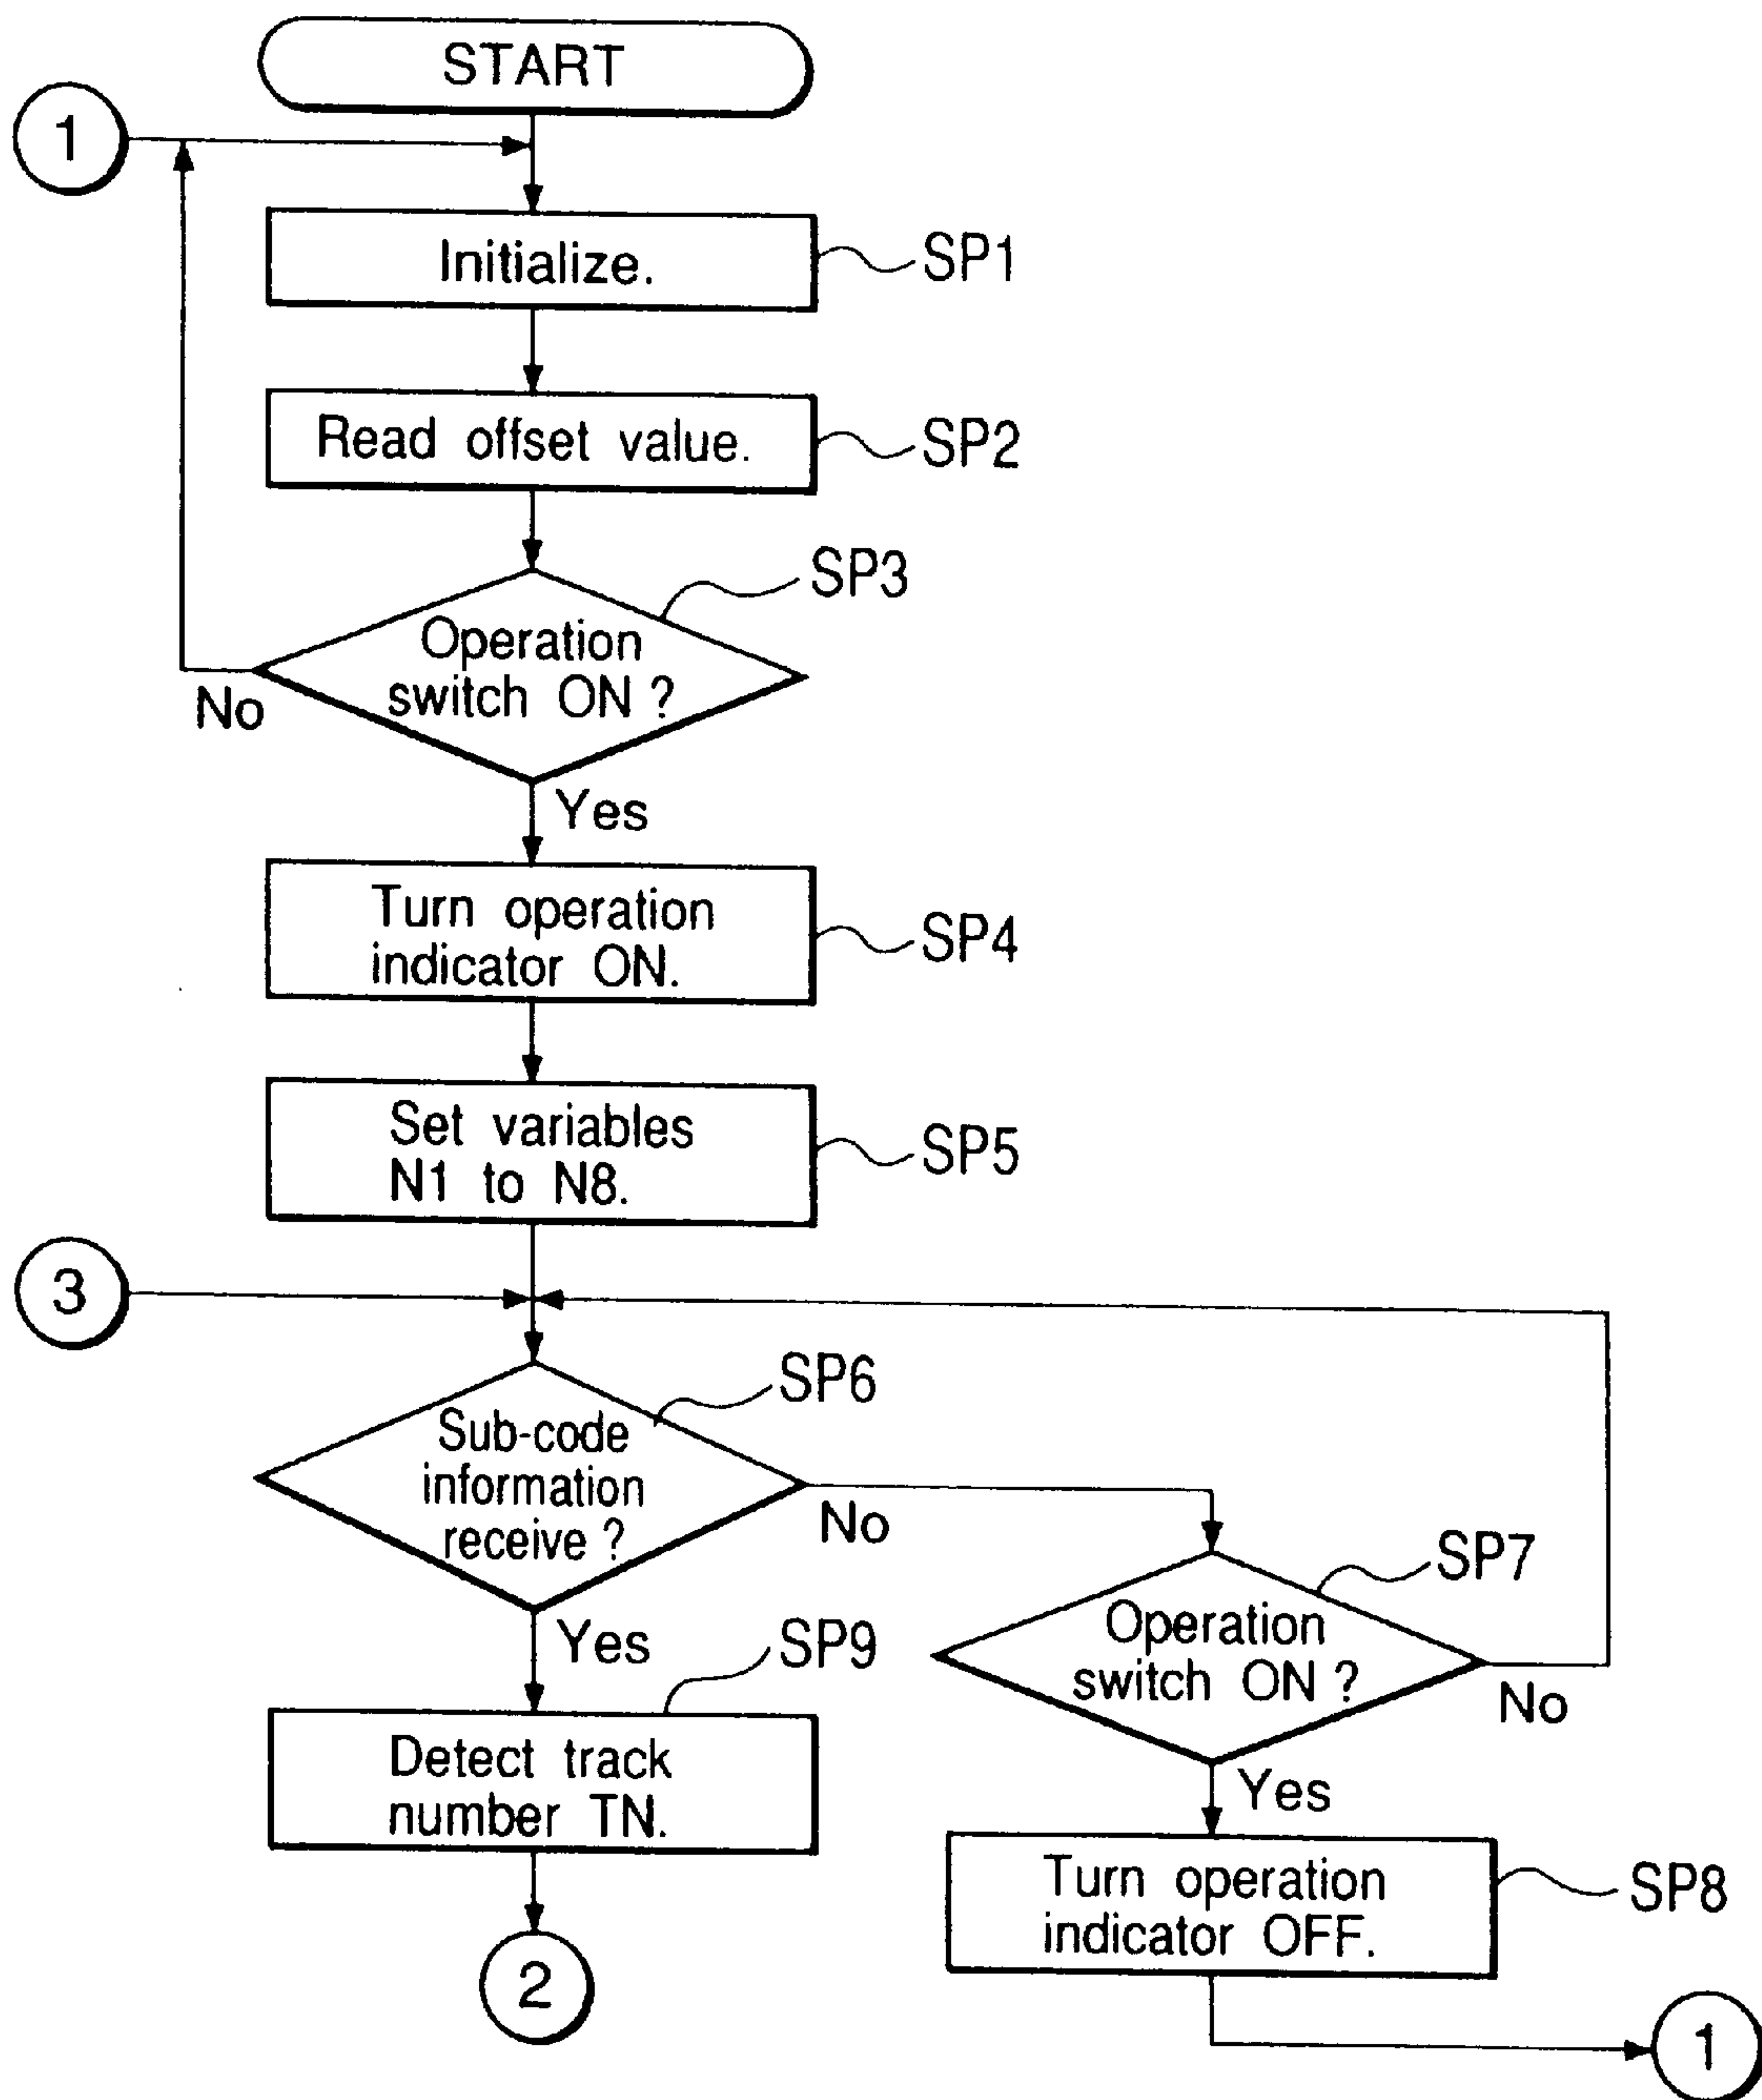 START
1
Initialize.
SP1
Read offset value.
SP2
SP3
Operation
switch ON ?
No
Yes
Turn operation
indicator ON.
SP4
Set variables
N1 to N8.
SP5
3
SP6
Sub-code
information
receive ?
No
Yes
SP7
Operation
switch ON ?
No
Yes
SP9
Detect track
number TN.
Turn operation
indicator OFF.
SP8
2
1